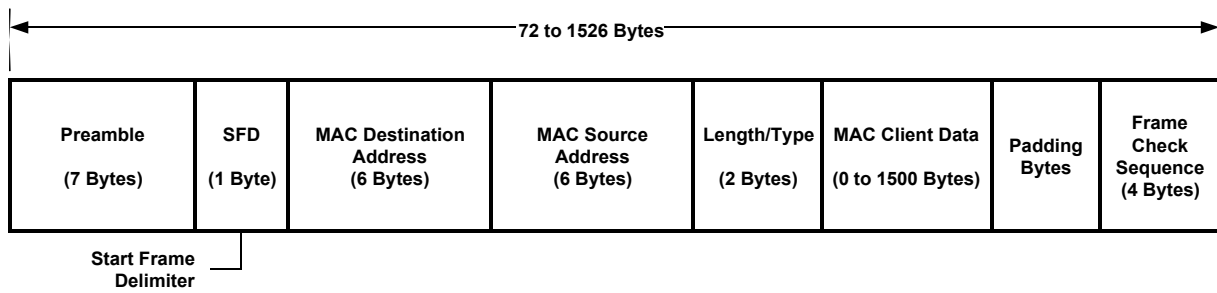 72 to 1526 Bytes
Preamble
(7 Bytes)
SFD
(1 Byte)
MAC Destination
Address
(6 Bytes)
MAC Source
Address
(6 Bytes)
Length/Type
(2 Bytes)
MAC Client Data
(0 to 1500 Bytes)
Padding
Bytes
Frame
Check
Sequence
(4 Bytes)
Start Frame
Delimiter